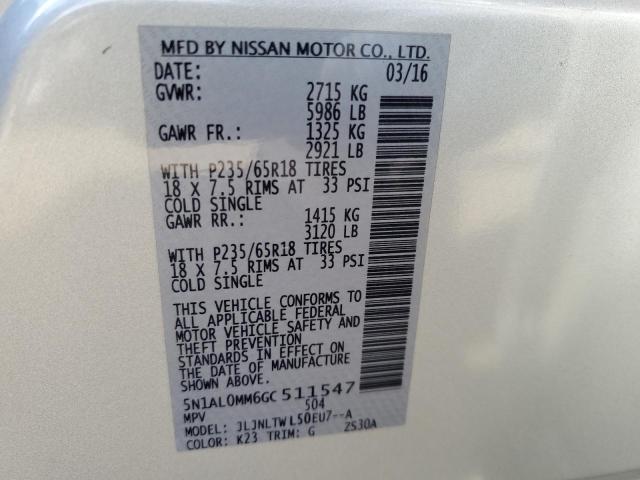 MFD BY NISSAN MOTOR CO., LTD.
DATE: 03/16
GVWR: 2715 KG
5986 LB
GAWR FR.: 1325 KG
2921 LB
WITH P235/65R18 TIRES
18 X 7.5 RIMS AT 33 PSI
COLD SINGLE
GAWR RR.: 1415 KG
3120 LB
WITH P235/65R18 TIRES
18 X 7.5 RIMS AT 33 PSI
COLD SINGLE
THIS VEHICLE CONFORMS TO
ALL APPLICABLE FEDERAL
MOTOR VEHICLE SAFETY AND
THEFT PREVENTION
STANDARDS IN EFFECT ON
THE DATE OF MANUFACTURE
SHOWN ABOVE
5N1AL0MM6GC511547
MPV 504
MODEL: JLJNLTWL50EU7--A
COLOR: K23 TRIM: G ZS30A